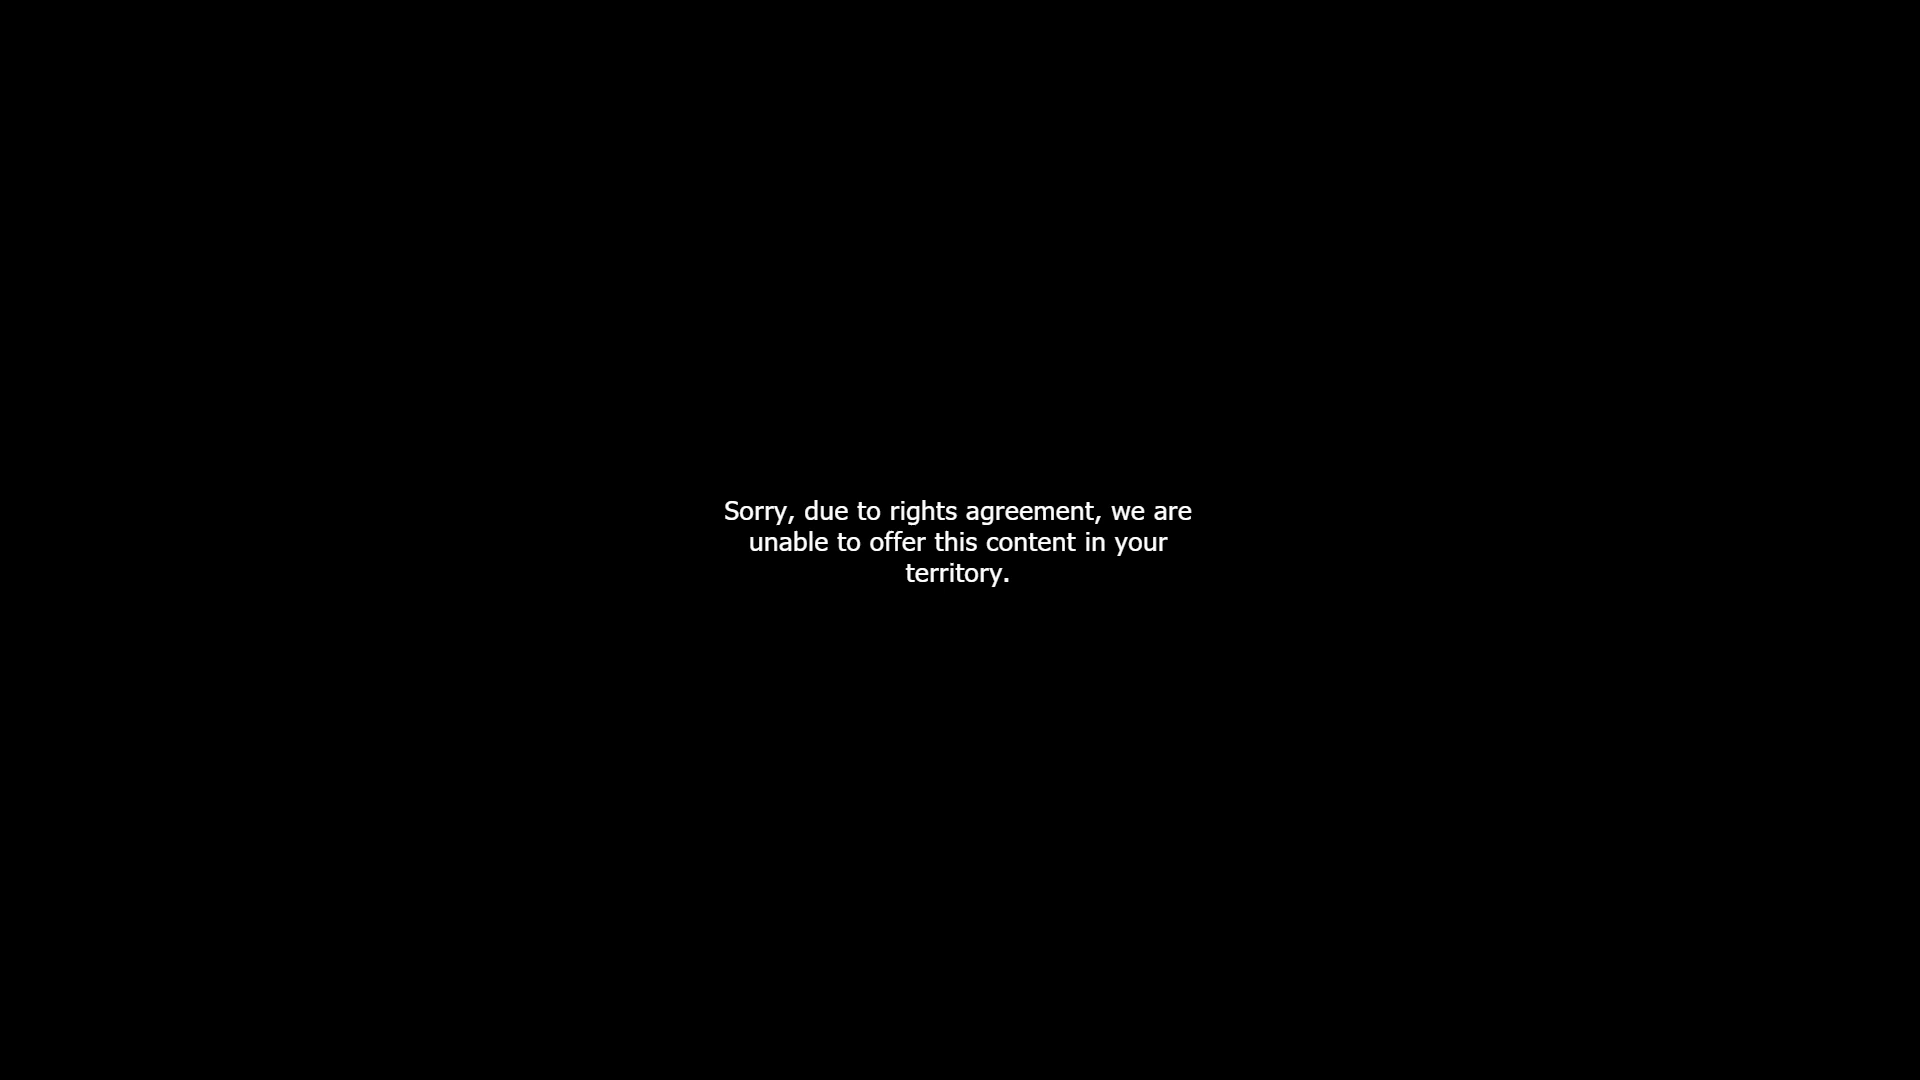 Sorry, due to rights agreement, we are
unable to offer this content in your
territory.